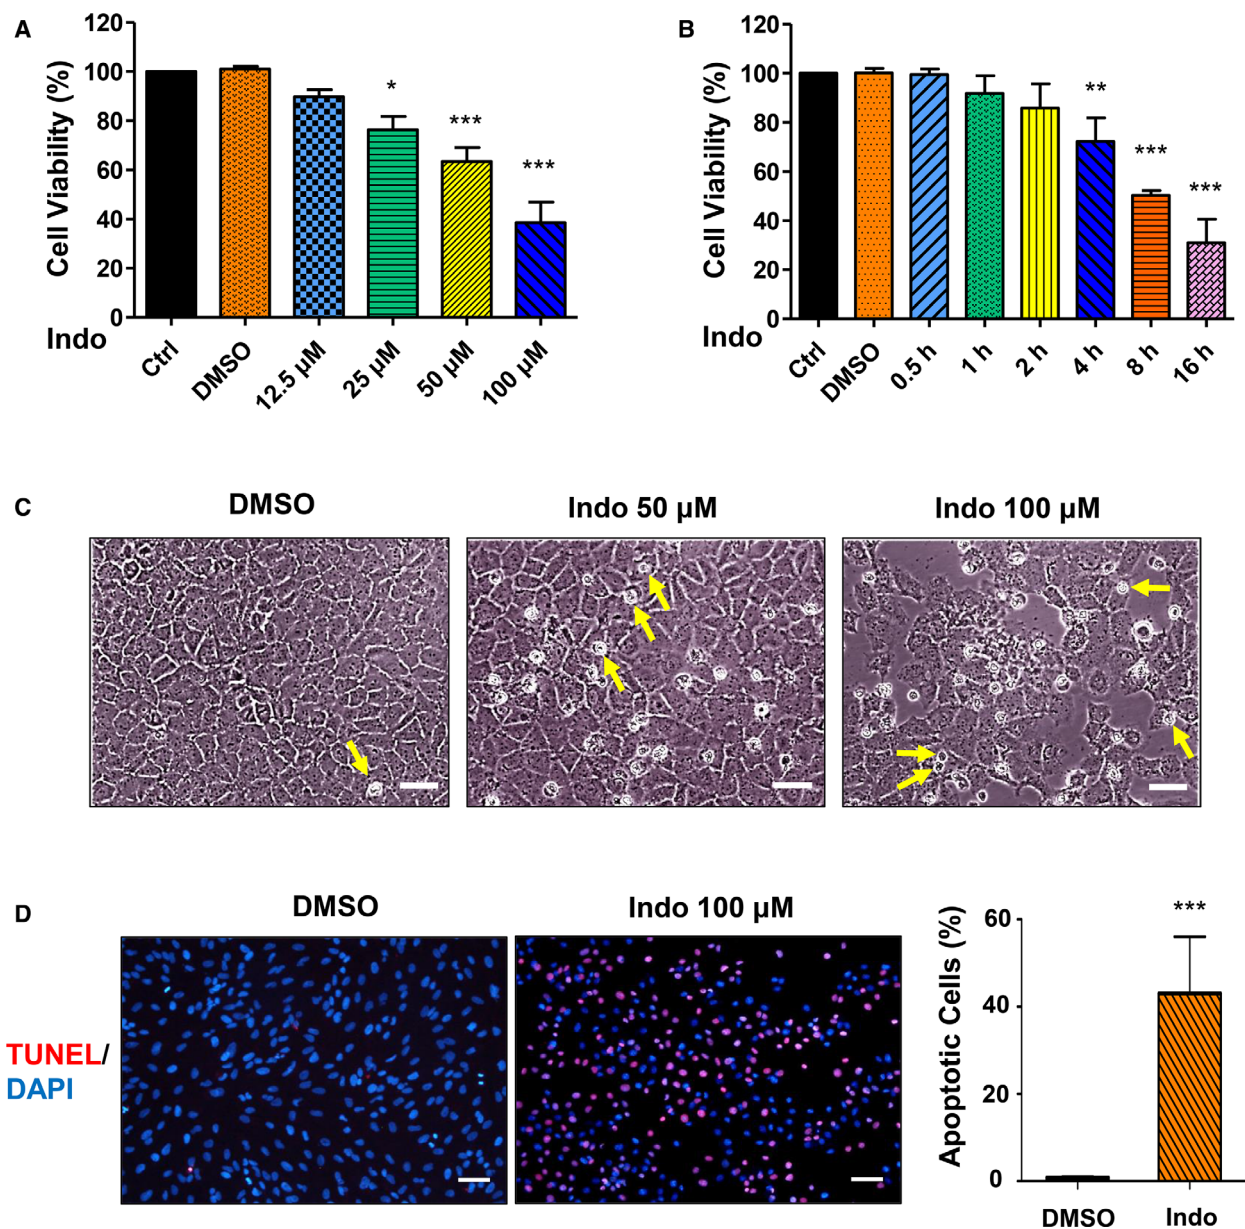 A
Cell Viability (%)
120
100
80
60
40
20
0
*
***
***
Indo
Ctrl
DMSO
12.5 µM
25 µM
50 µM
100 µM
B
Cell Viability (%)
120
100
80
60
40
20
0
**
***
***
Indo
Ctrl
DMSO
0.5 h
1 h
2 h
4 h
8 h
16 h
C
DMSO
Indo 50 µM
Indo 100 µM
D
DMSO
Indo 100 µM
TUNEL/
DAPI
Apoptotic Cells (%)
60
40
20
0
***
DMSO
Indo